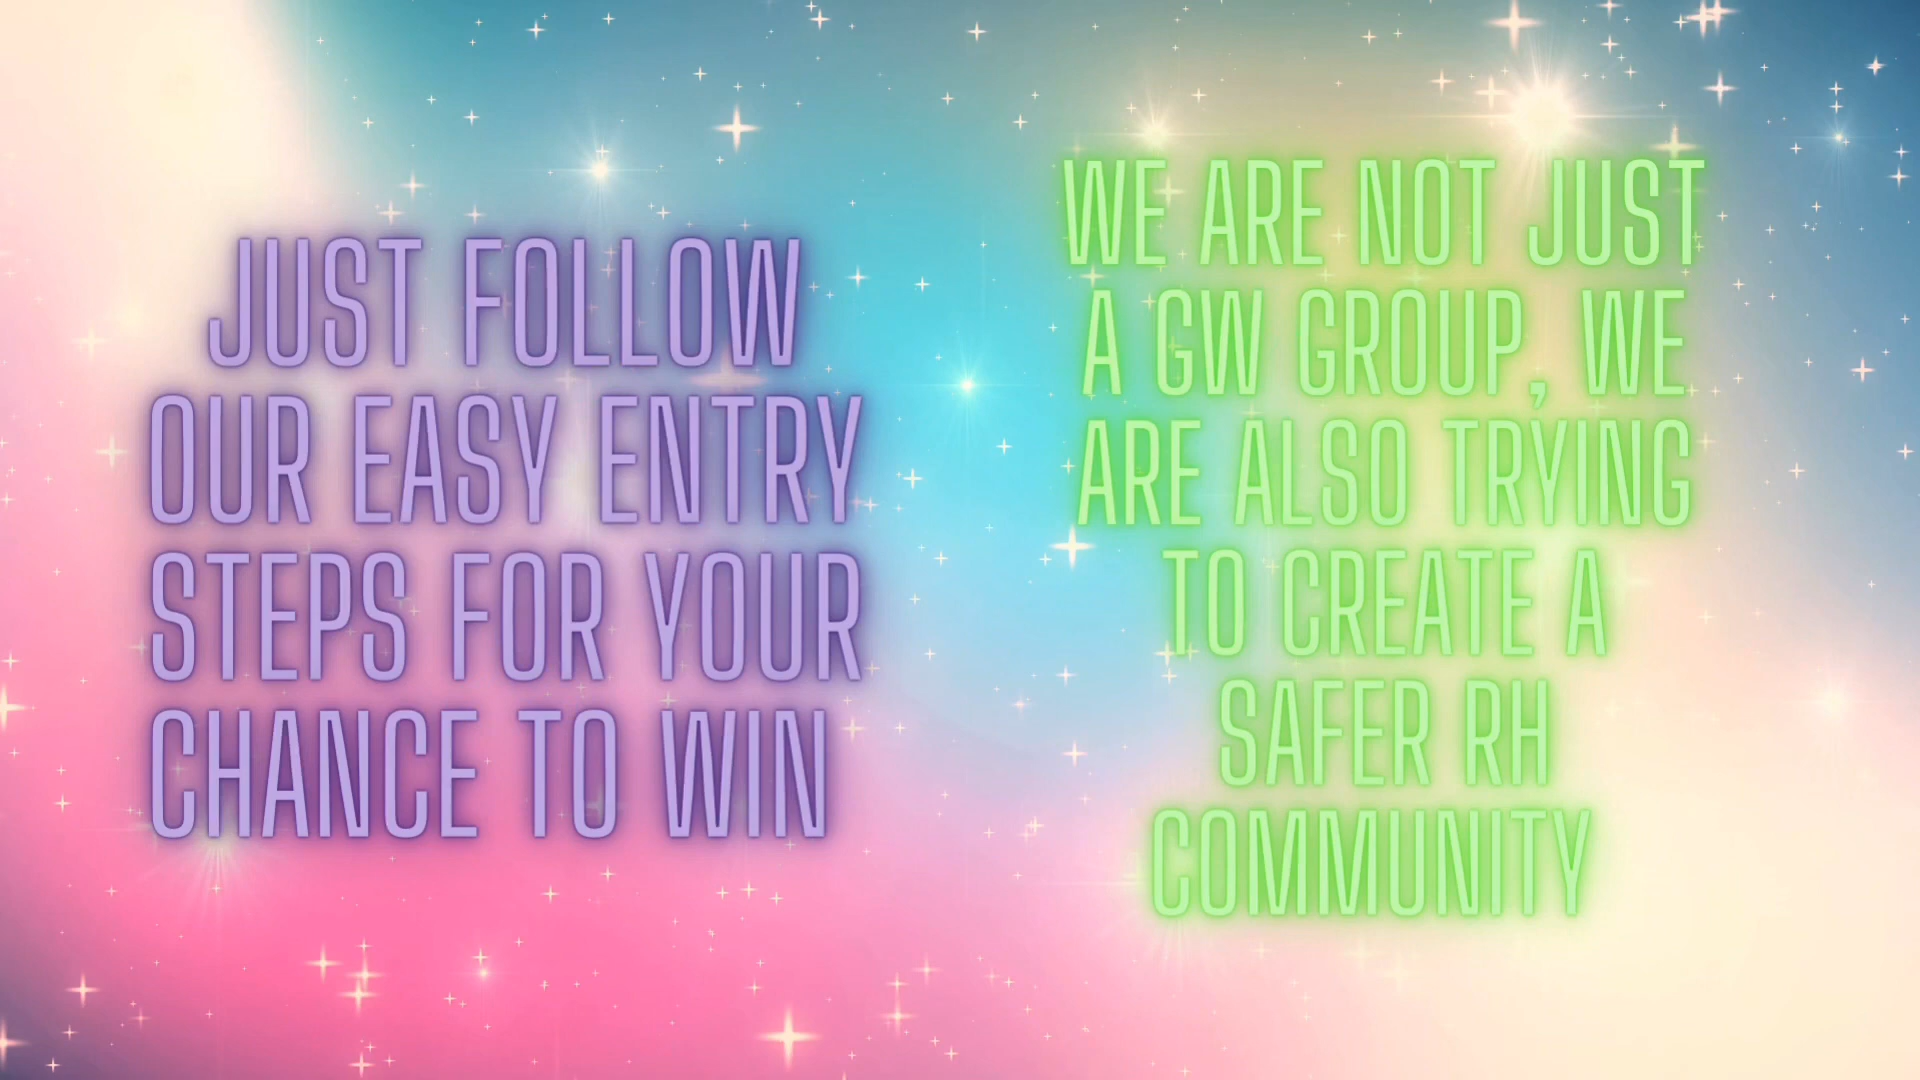 JUST FOLLOW
OUR EASY ENTRY
STEPS FOR YOUR
CHANCE TO WIN
WE ARE NOT JUST
A GW GROUP, WE
ARE ALSO TRYING
TO CREATE A
SAFER RH
COMMUNITY